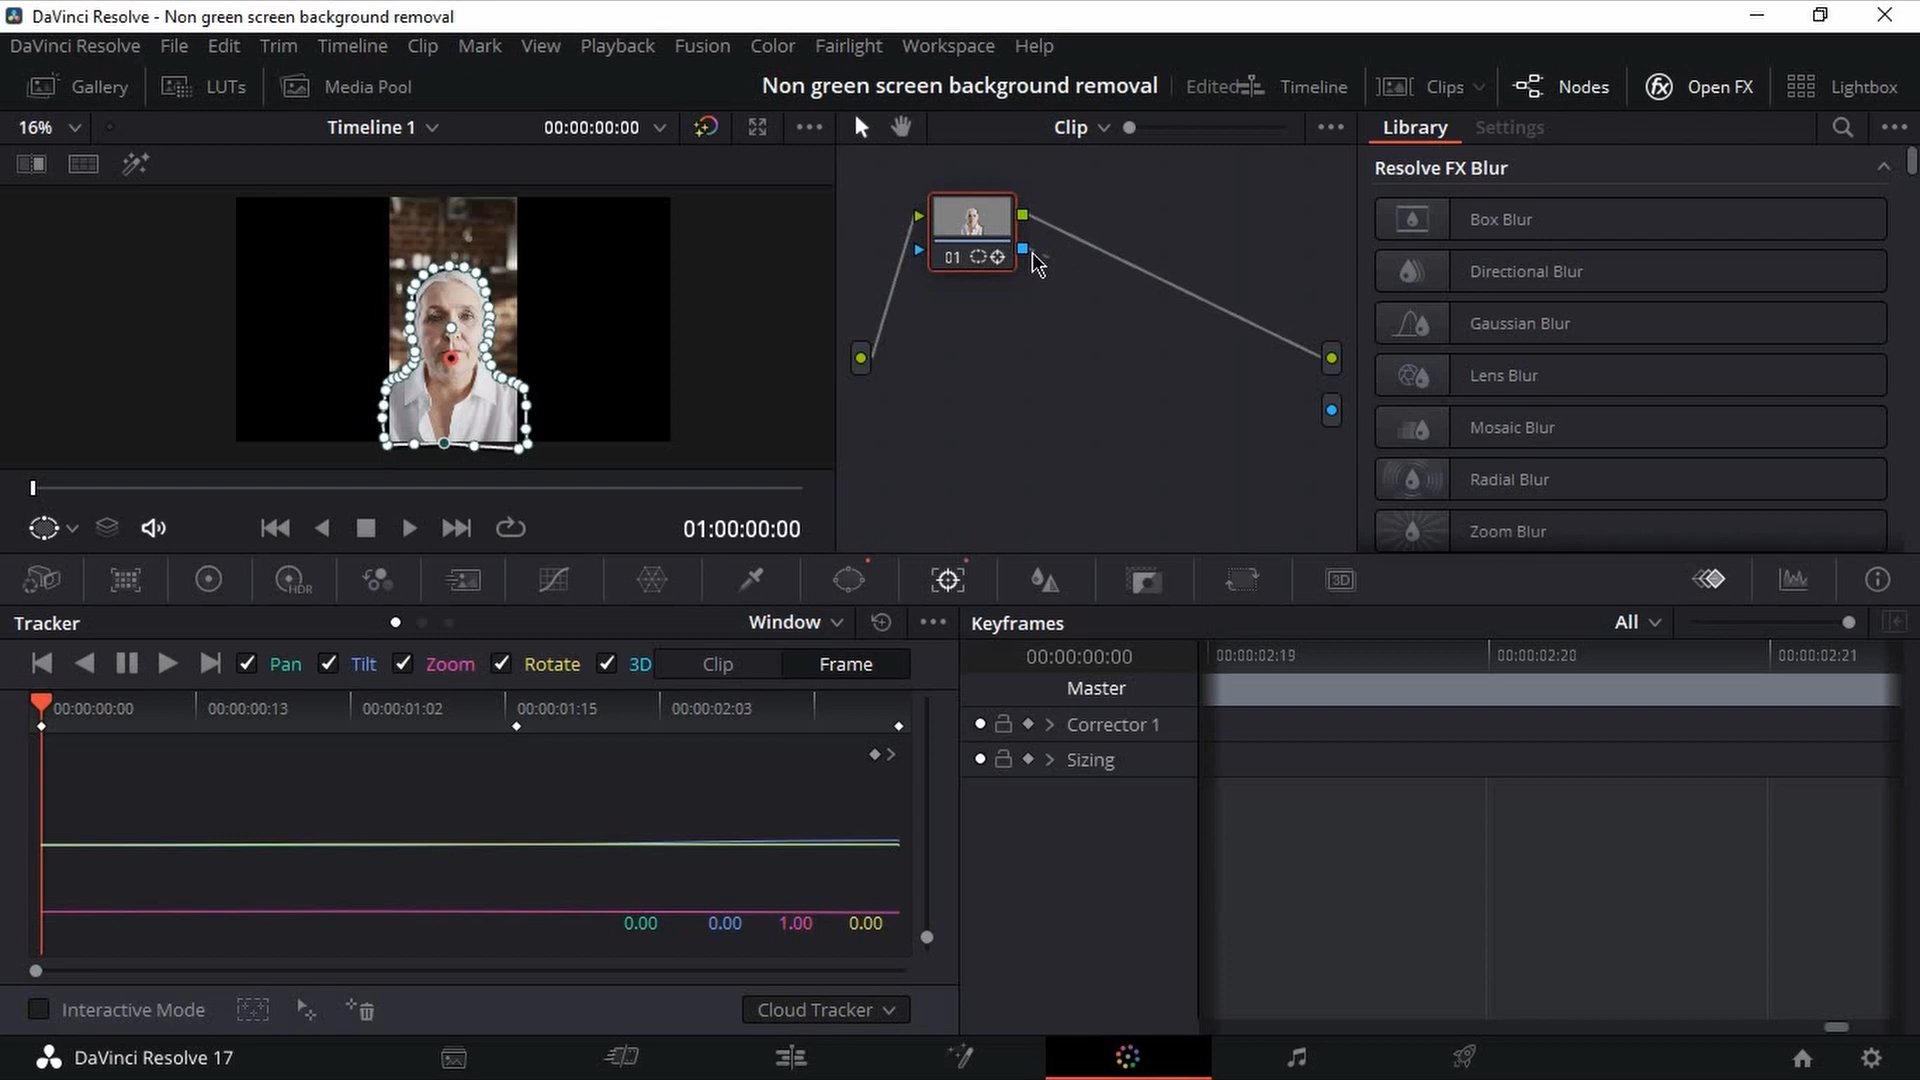 DaVinci Resolve - Non green screen background removal
DaVinci Resolve File Edit Trim Timeline Clip Mark View Playback Fusion Color Fairlight Workspace Help
Gallery LUTs Media Pool Non green screen background removal Edited Timeline Clips Nodes Open FX Lightbox
16% Timeline 1 00:00:00:00 Clip Library Settings
Resolve FX Blur
Box Blur
Directional Blur
Gaussian Blur
Lens Blur
Mosaic Blur
Radial Blur
Zoom Blur
01
01:00:00:00
HDR
3D
Tracker Window Keyframes All
Pan Tilt Zoom Rotate 3D Clip Frame
00:00:00:00 00:00:02:19 00:00:02:20 00:00:02:21
Master
00:00:00:00 00:00:00:13 00:00:01:02 00:00:01:15 00:00:02:03
Corrector 1
Sizing
0.00 0.00 1.00 0.00
Interactive Mode Cloud Tracker
DaVinci Resolve 17